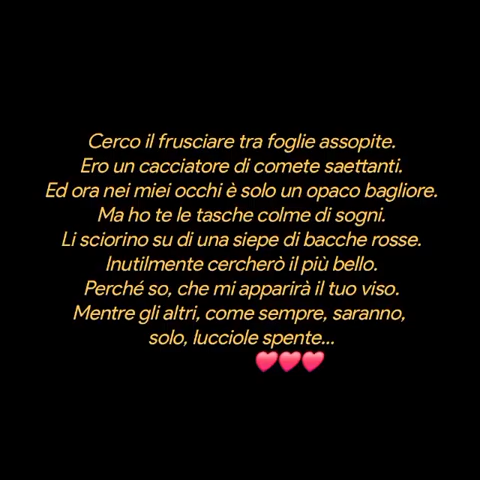 Cerco il frusciare tra foglie assopite.
Ero un cacciatore di comete saettanti.
Ed ora nei miei occhi è solo un opaco bagliore.
Ma ho te le tasche colme di sogni.
Li sciorino su di una siepe di bacche rosse.
Inutilmente cercherò il più bello.
Perché so, che mi apparirà il tuo viso.
Mentre gli altri, come sempre, saranno,
solo, lucciole spente...